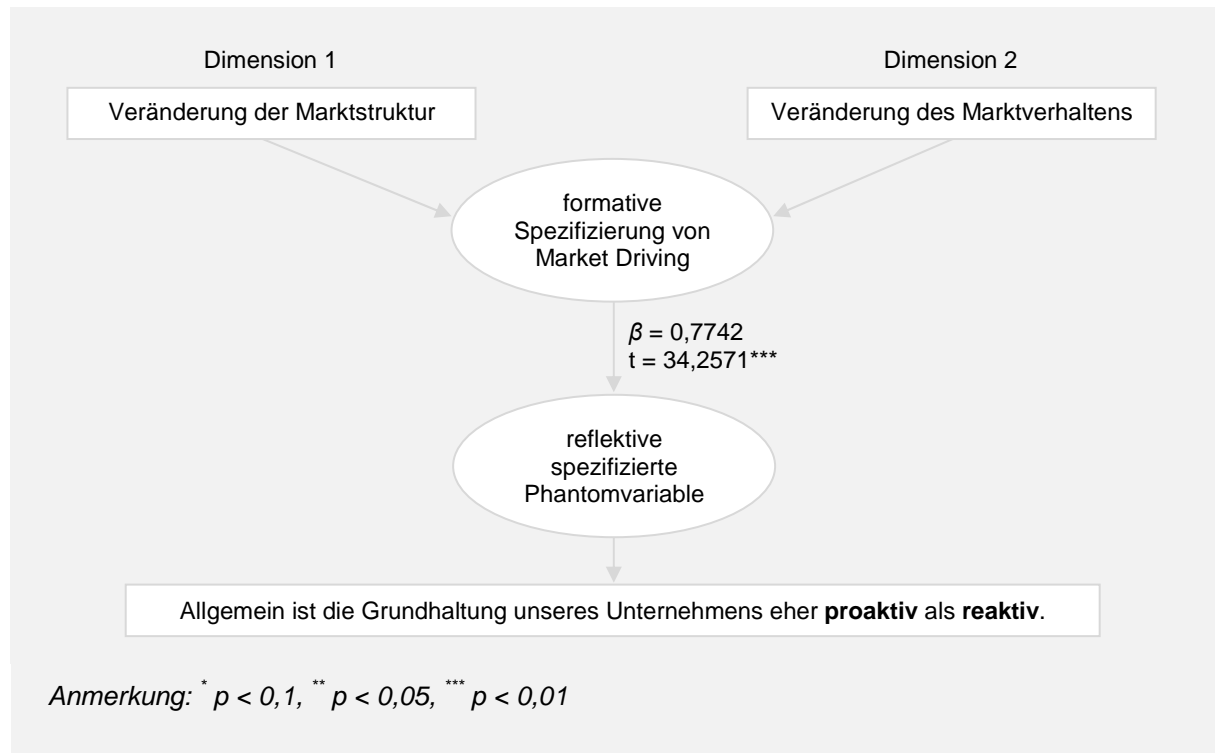 Dimension 1
Dimension 2
Veränderung der Marktstruktur
Veränderung des Marktverhaltens
formative
Spezifizierung von
Market Driving
β = 0,7742
t = 34,2571***
reflektive
spezifizierte
Phantomvariable
Allgemein ist die Grundhaltung unseres Unternehmens eher proaktiv als reaktiv.
Anmerkung: * p < 0,1, ** p < 0,05, *** p < 0,01